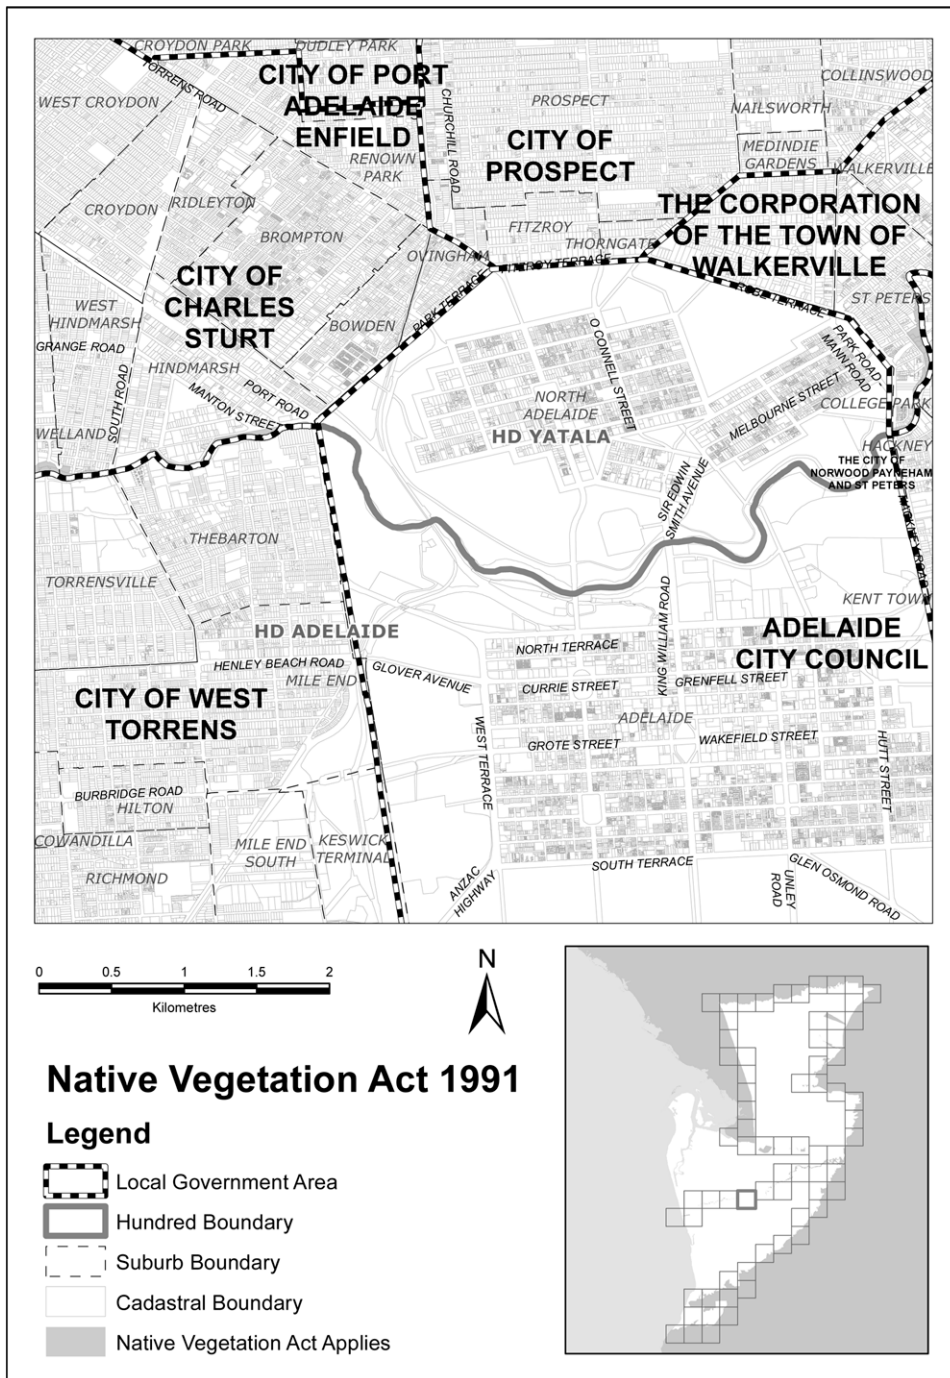 CROYDON PARK
DUDLEY PARK
TORRENS ROAD
CITY OF PORT
ADELAIDE
ENFIELD
WEST CROYDON
CHURCHILL ROAD
PROSPECT
COLLINSWOOD
NAILSWORTH
CITY OF
PROSPECT
MEDINDIE
GARDENS
WALKERVILLE
RENOWN
PARK
CROYDON
RIDLEYTON
BROMPTON
FITZROY
THORNGATE
THE CORPORATION
OF THE TOWN OF
WALKERVILLE
OVINGHAM
FITZROY TERRACE
CITY OF
CHARLES
STURT
PARK TERRACE
ROSE TERRACE
ST PETERS
WEST
HINDMARSH
BOWDEN
GRANGE ROAD
HINDMARSH
PORT ROAD
MANTON STREET
SOUTH ROAD
WELLAND
O CONNELL STREET
NORTH
ADELAIDE
HD YATALA
MELBOURNE STREET
PARK ROAD-
MANN ROAD
COLLEGE PARK
HACKNEY
THE CITY OF
NORWOOD PAYNEHAM
AND ST PETERS
SIR EDWIN
SMITH AVENUE
HACKNEY ROAD
THEBARTON
TORRENSVILLE
KENT TOWN
HD ADELAIDE
KING WILLIAM ROAD
ADELAIDE
CITY COUNCIL
NORTH TERRACE
HENLEY BEACH ROAD
MILE END
GLOVER AVENUE
CURRIE STREET
GRENFELL STREET
CITY OF WEST
TORRENS
ADELAIDE
WEST TERRACE
GROTE STREET
WAKEFIELD STREET
HUTT STREET
BURBRIDGE ROAD
HILTON
COWANDILLA
MILE END
SOUTH
KESWICK
TERMINAL
RICHMOND
ANZAC
HIGHWAY
SOUTH TERRACE
UNLEY
ROAD
GLEN OSMOND ROAD
0 0.5 1 1.5 2
Kilometres
N
Native Vegetation Act 1991
Legend
Local Government Area
Hundred Boundary
Suburb Boundary
Cadastral Boundary
Native Vegetation Act Applies